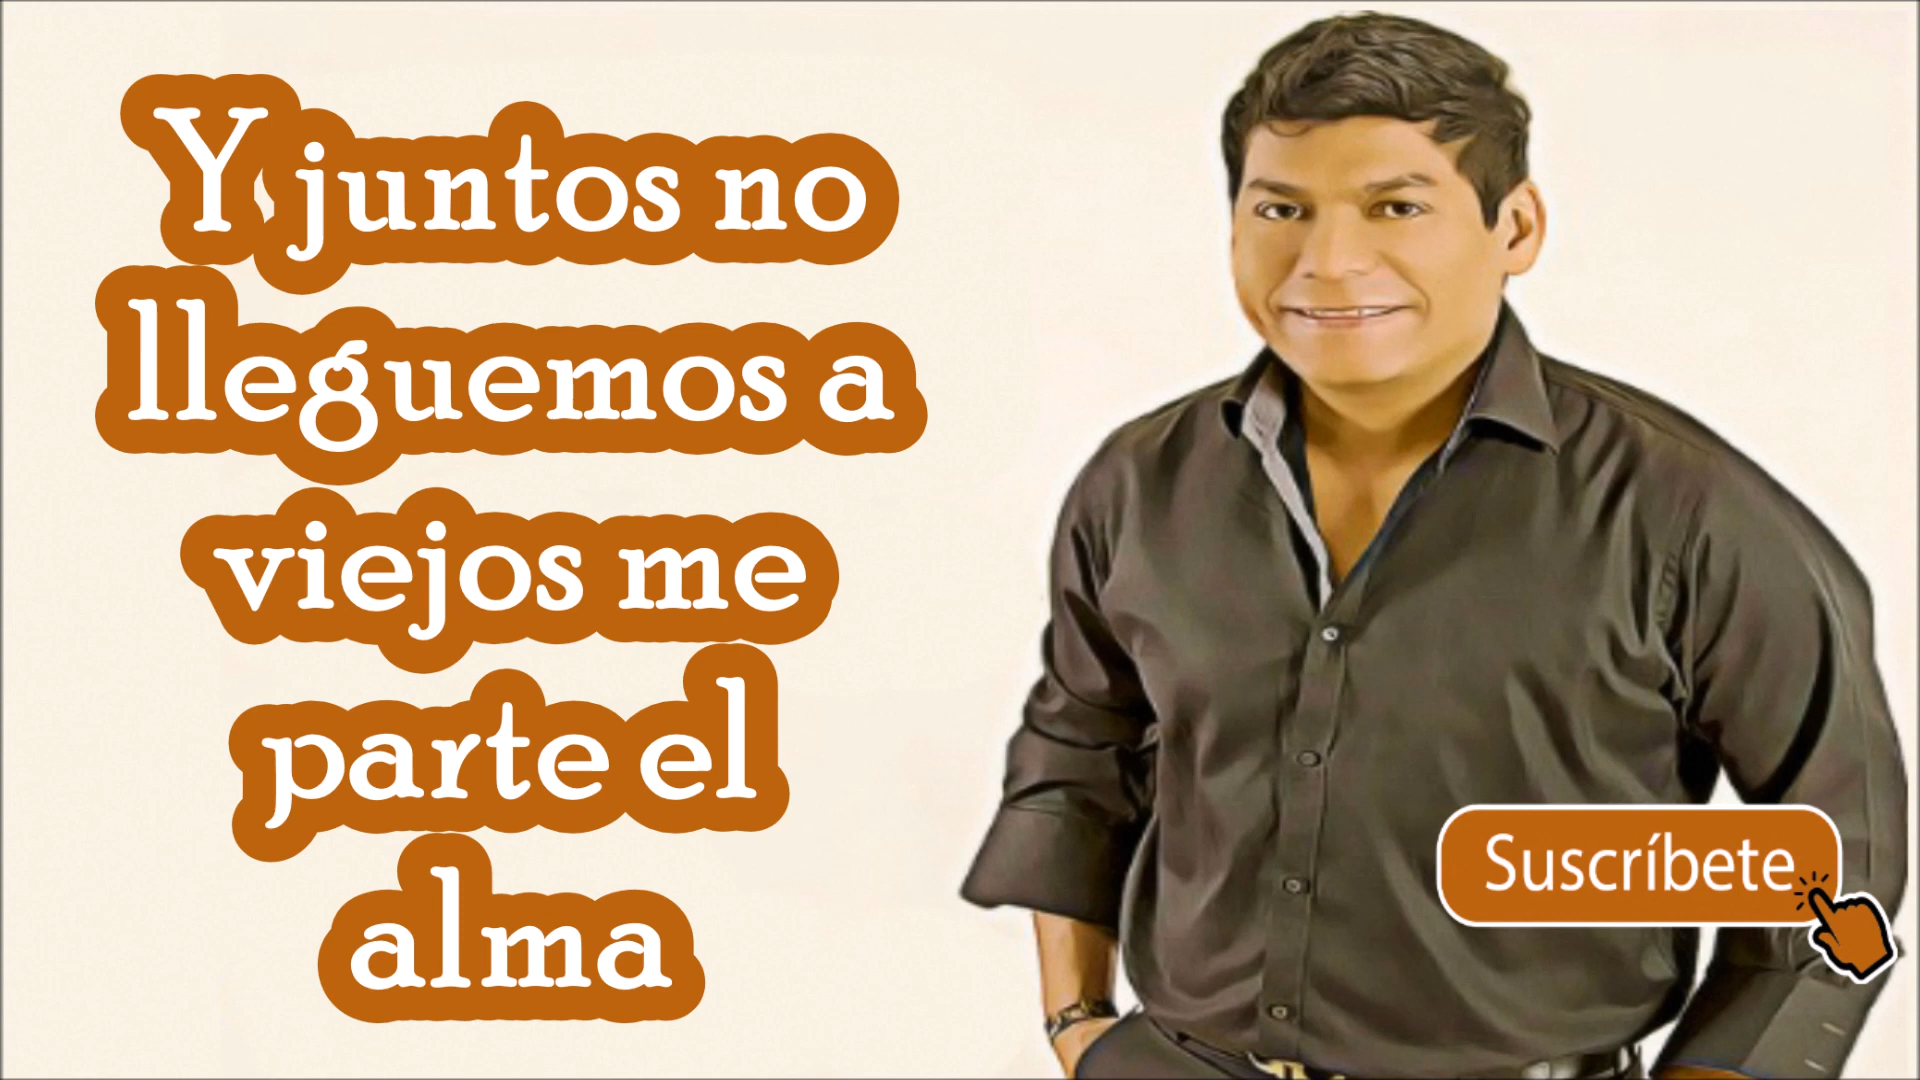 Y juntos no
lleguemos a
viejos me
parte el
alma
Suscríbete